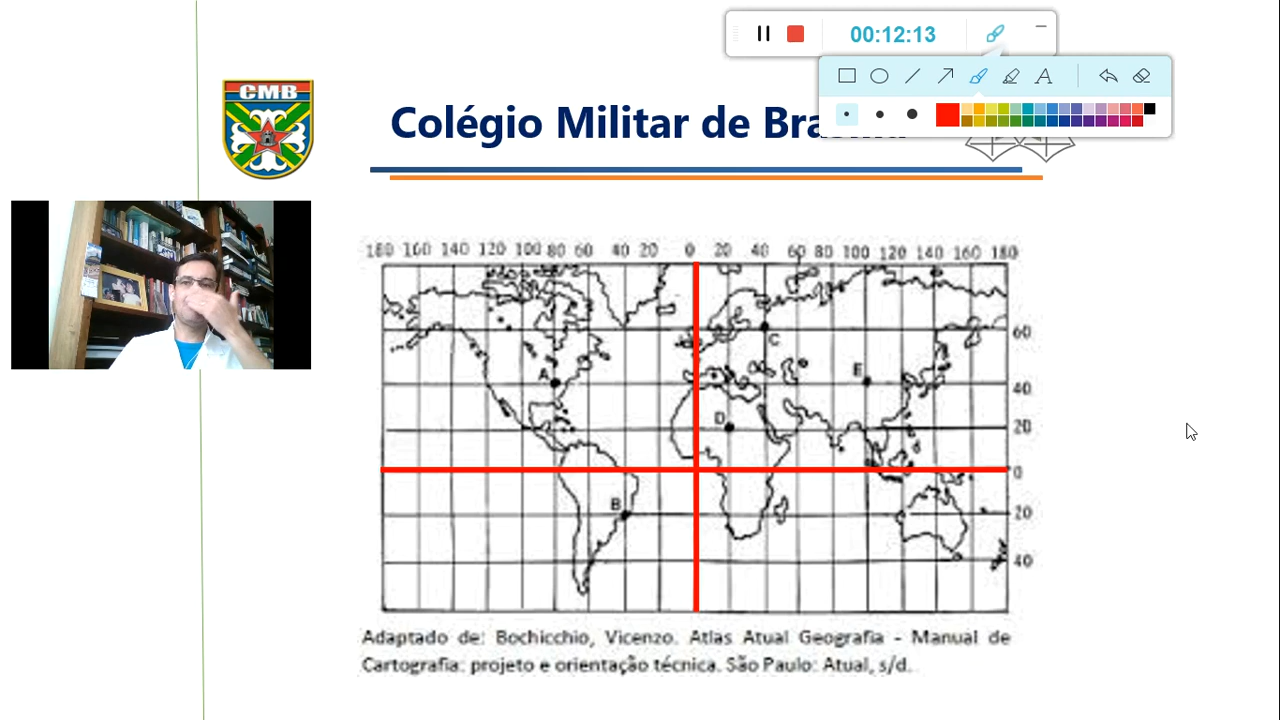 00:12:13
A
CMB
Colégio Militar de Bra
180 160 140 120 100 80 60 40 20 0 20 40 60 80 100 120 140 160 180
60
C
A
E
40
D
20
0
B
20
40
Adaptado de: Bochicchio, Vicenzo. Atlas Atual Geografia - Manual de
Cartografia: projeto e orientação técnica. São Paulo: Atual, s/d.